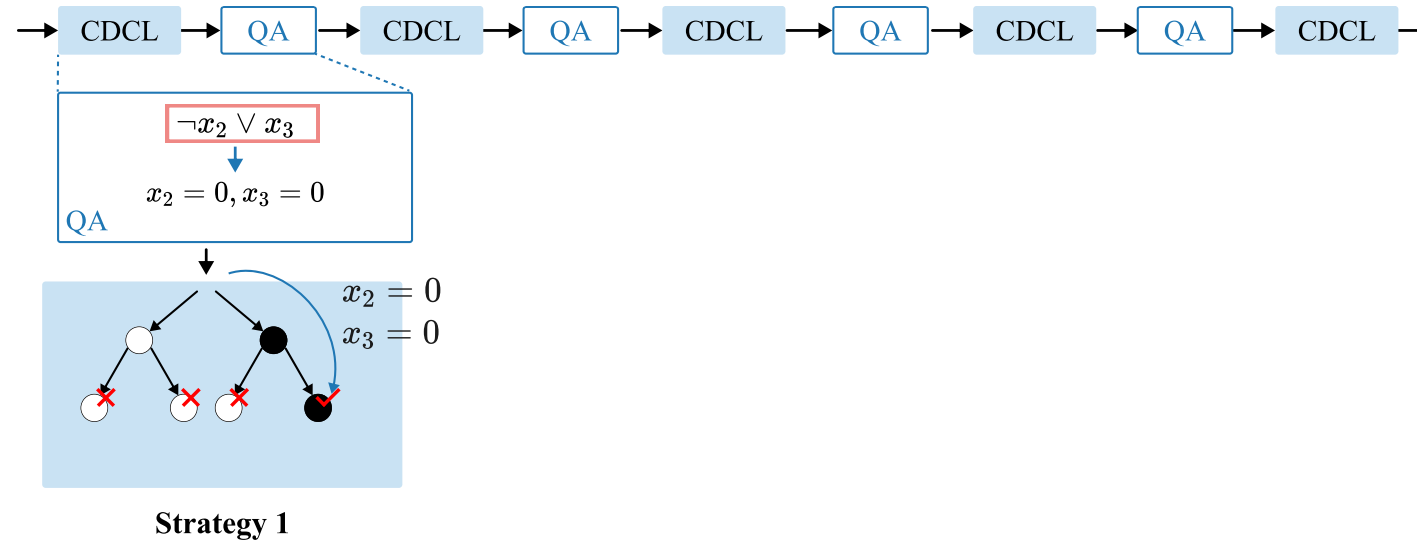 CDCL QA CDCL QA CDCL QA CDCL QA CDCL
¬x₂ ∨ x₃
x₂ = 0, x₃ = 0
QA
x₂ = 0
x₃ = 0
Strategy 1